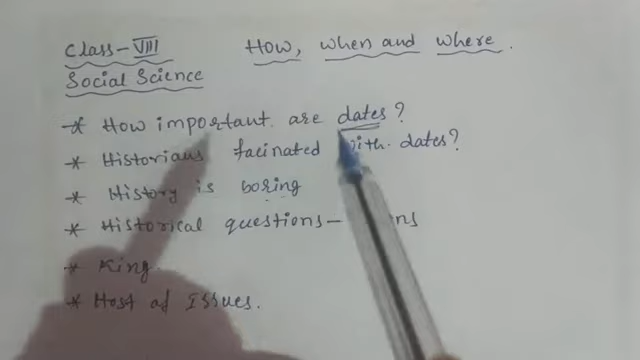 Class-VIII How, when and where.
Social Science
* How important are dates?
* Historians facinated with dates?
* History is boring
* Historical questions-
* King
* Host of Issues.